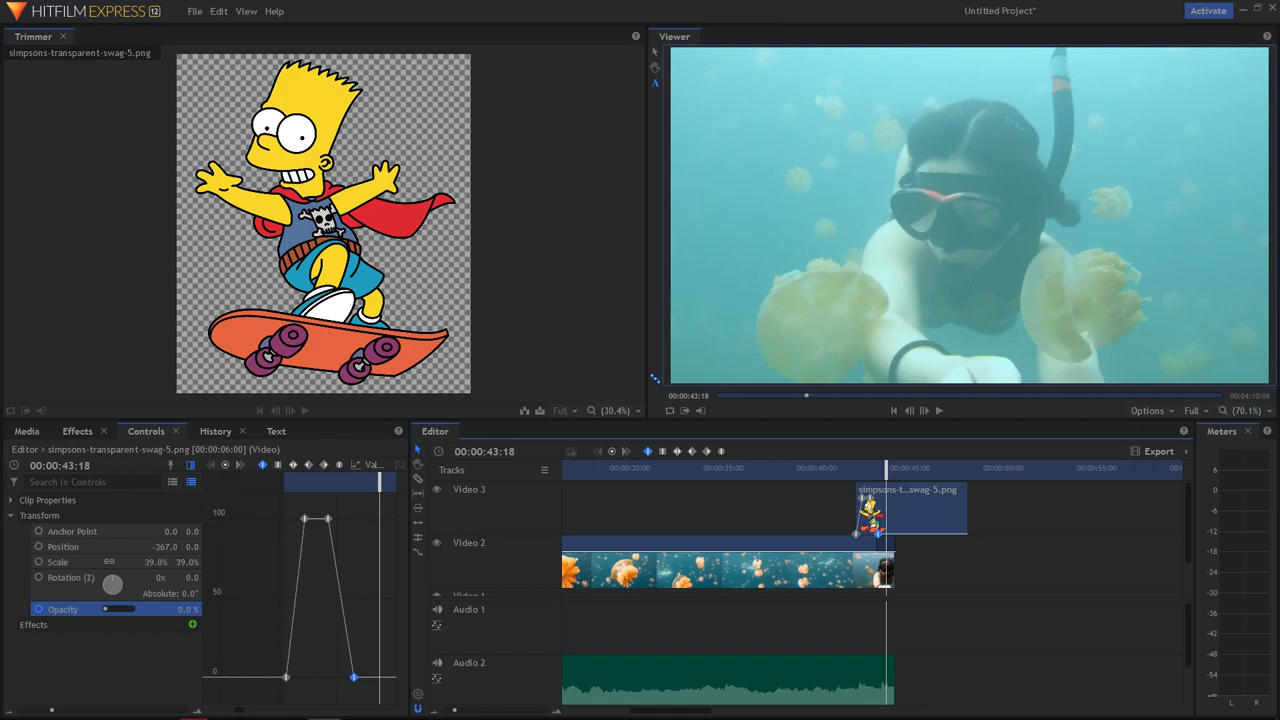 HITFILM EXPRESS 12
File Edit View Help
Untitled Project*
Activate
Trimmer
simpsons-transparent-swag-5.png
Full (30.4%)
Viewer
A
00:00:43:18
00:04:10:06
Options Full (70.1%)
Media Effects Controls History Text
Editor > simpsons-transparent-swag-5.png [00:00:06:00] (Video)
00:00:43:18
Val...
Search in Controls
Clip Properties
Transform
Anchor Point 0.0 0.0
Position -367.0 0.0
Scale 39.0% 39.0%
Rotation (Z) 0x 0.0
Absolute: 0.0°
Opacity 0.0 %
Effects
100
50
0
Editor
00:00:43:18
Export
Tracks
00:00:30:00 00:00:35:00 00:00:40:00 00:00:45:00 00:00:50:00 00:00:55:00
Video 3
simpsons-t...swag-5.png
Video 2
Audio 1
Audio 2
Meters
6
0
-6
-12
-18
-24
-30
-36
-42
-48
-54
-∞
L R